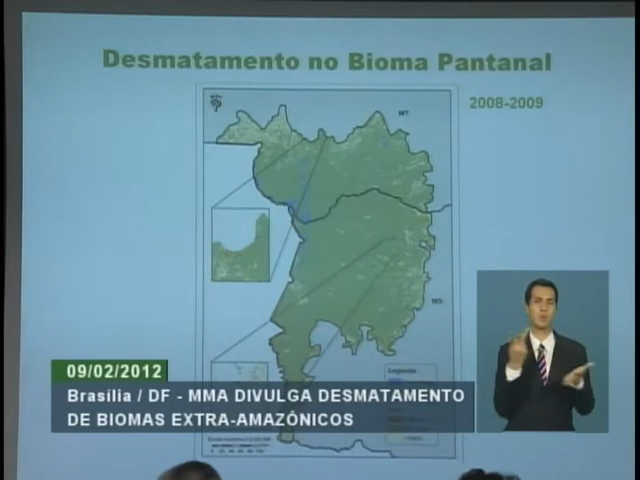 Desmatamento no Bioma Pantanal
2008-2009
MT
MS
Legenda
09/02/2012
Brasília / DF - MMA DIVULGA DESMATAMENTO
DE BIOMAS EXTRA-AMAZÔNICOS